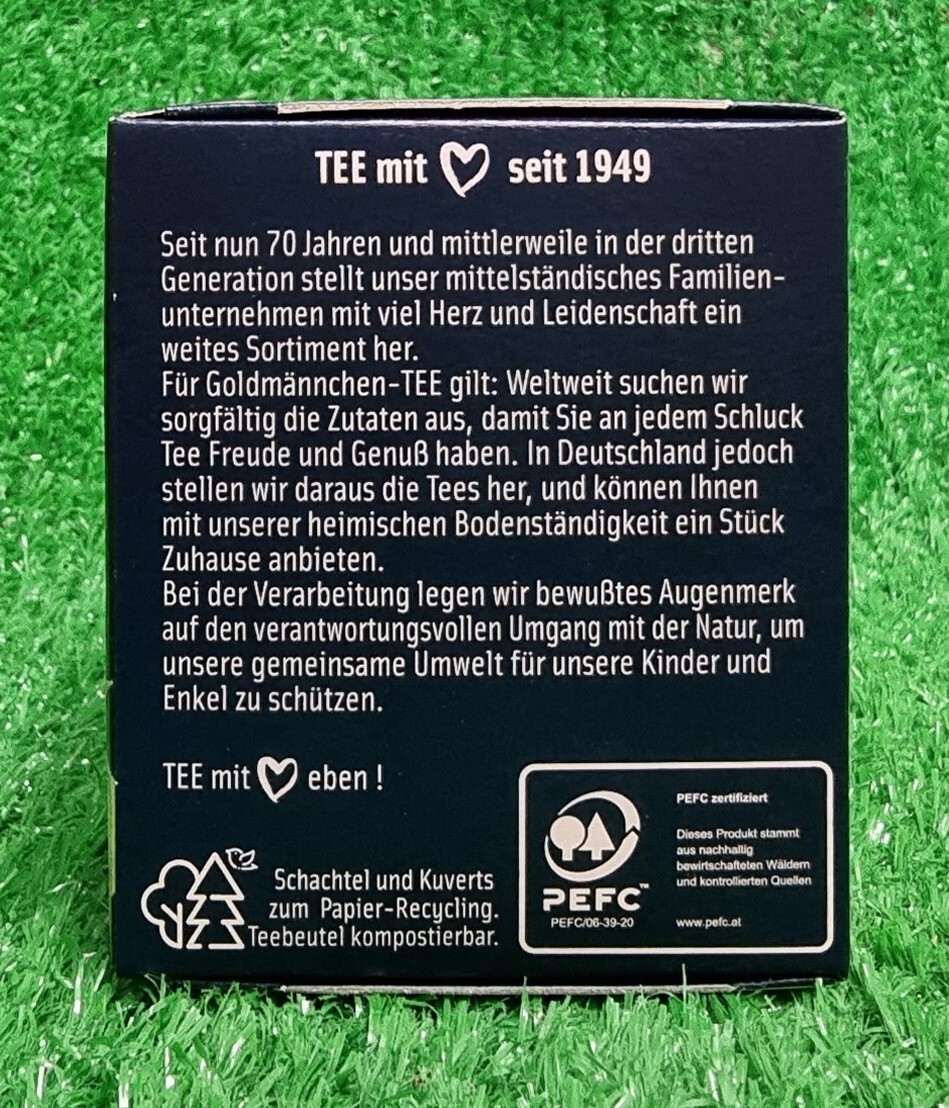 TEE mit seit 1949
Seit nun 70 Jahren und mittlerweile in der dritten
Generation stellt unser mittelständisches Familien-
unternehmen mit viel Herz und Leidenschaft ein
weites Sortiment her.
Für Goldmännchen-TEE gilt: Weltweit suchen wir
sorgfältig die Zutaten aus, damit Sie an jedem Schluck
Tee Freude und Genuß haben. In Deutschland jedoch
stellen wir daraus die Tees her, und können Ihnen
mit unserer heimischen Bodenständigkeit ein Stück
Zuhause anbieten.
Bei der Verarbeitung legen wir bewußtes Augenmerk
auf den verantwortungsvollen Umgang mit der Natur, um
unsere gemeinsame Umwelt für unsere Kinder und
Enkel zu schützen.
TEE mit eben !
Schachtel und Kuverts
zum Papier-Recycling.
Teebeutel kompostierbar.
PEFC™
PEFC/06-39-20
PEFC zertifiziert
Dieses Produkt stammt
aus nachhaltig
bewirtschafteten Wäldern
und kontrollierten Quellen
www.pefc.at